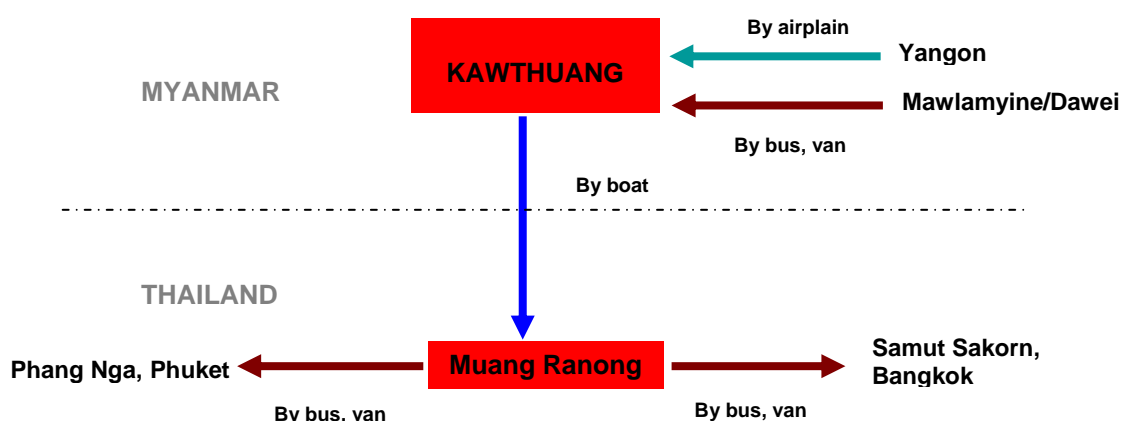 By airplain
KAWTHUANG
Yangon
MYANMAR
Mawlamyine/Dawei
By bus, van
By boat
THAILAND
Phang Nga, Phuket
Muang Ranong
Samut Sakorn,
Bangkok
By bus, van
By bus, van